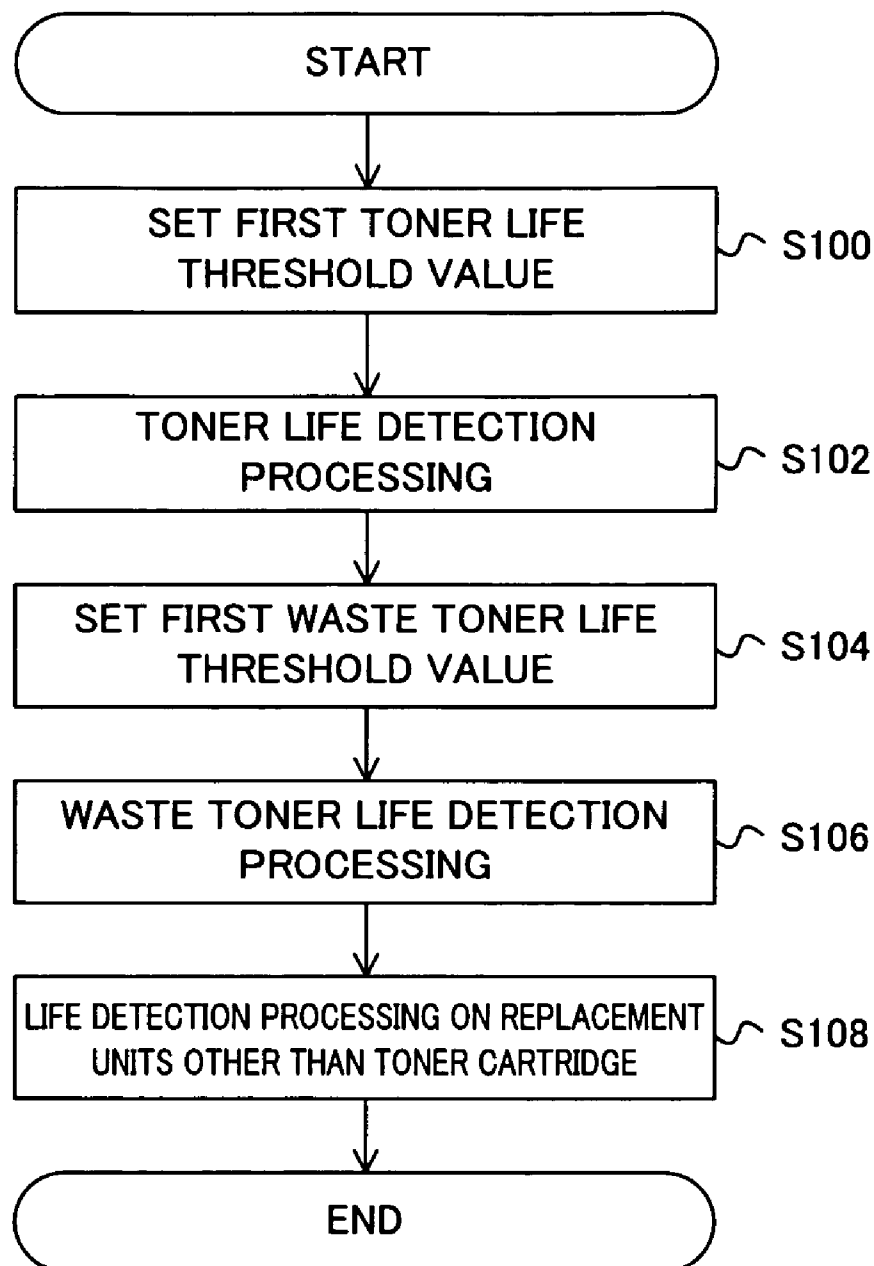 START
SET FIRST TONER LIFE
THRESHOLD VALUE
S100
TONER LIFE DETECTION
PROCESSING
S102
SET FIRST WASTE TONER LIFE
THRESHOLD VALUE
S104
WASTE TONER LIFE DETECTION
PROCESSING
S106
LIFE DETECTION PROCESSING ON REPLACEMENT
UNITS OTHER THAN TONER CARTRIDGE
S108
END